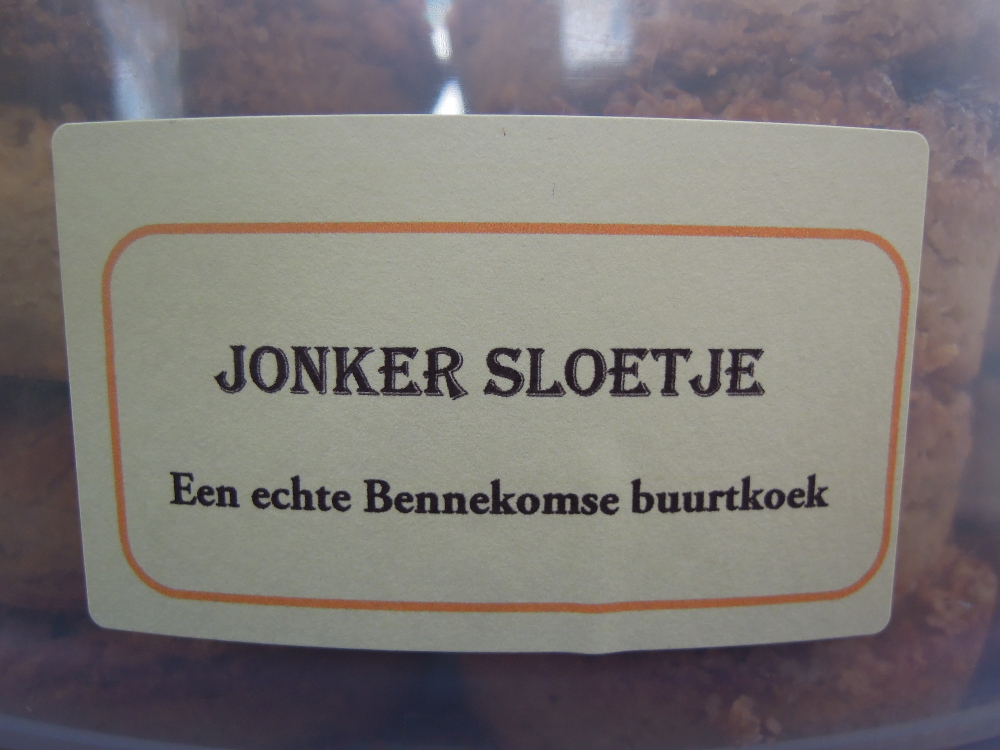 JONKER SLOETJE
Een echte Bennekomse buurtkoek